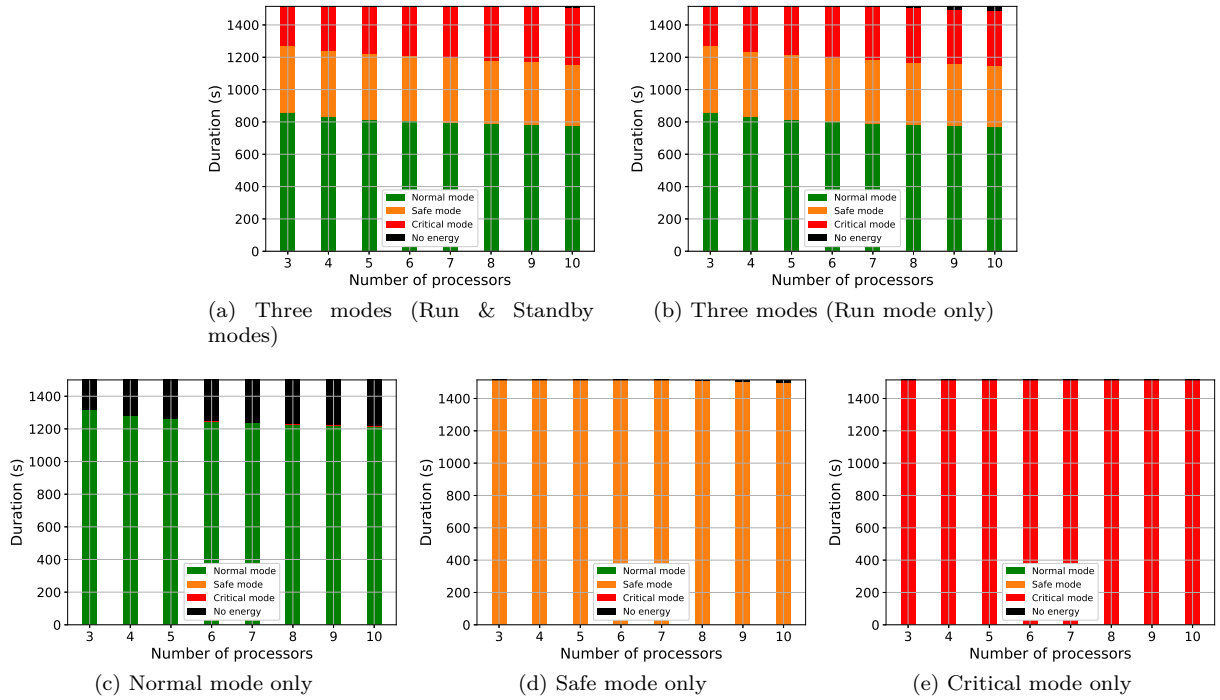 1400
1200
1000
800
600
400
200
0
Duration (s)
Normal mode
Safe mode
Critical mode
No energy
3 4 5 6 7 8 9 10
Number of processors
(a) Three modes (Run & Standby
modes)
1400
1200
1000
800
600
400
200
0
Duration (s)
Normal mode
Safe mode
Critical mode
No energy
3 4 5 6 7 8 9 10
Number of processors
(b) Three modes (Run mode only)
1400
1200
1000
800
600
400
200
0
Duration (s)
Normal mode
Safe mode
Critical mode
No energy
3 4 5 6 7 8 9 10
Number of processors
(c) Normal mode only
1400
1200
1000
800
600
400
200
0
Duration (s)
Normal mode
Safe mode
Critical mode
No energy
3 4 5 6 7 8 9 10
Number of processors
(d) Safe mode only
1400
1200
1000
800
600
400
200
0
Duration (s)
Normal mode
Safe mode
Critical mode
No energy
3 4 5 6 7 8 9 10
Number of processors
(e) Critical mode only